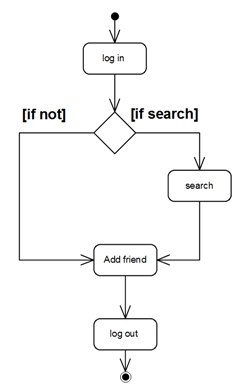 log in
[if not] [if search]
search
Add friend
log out